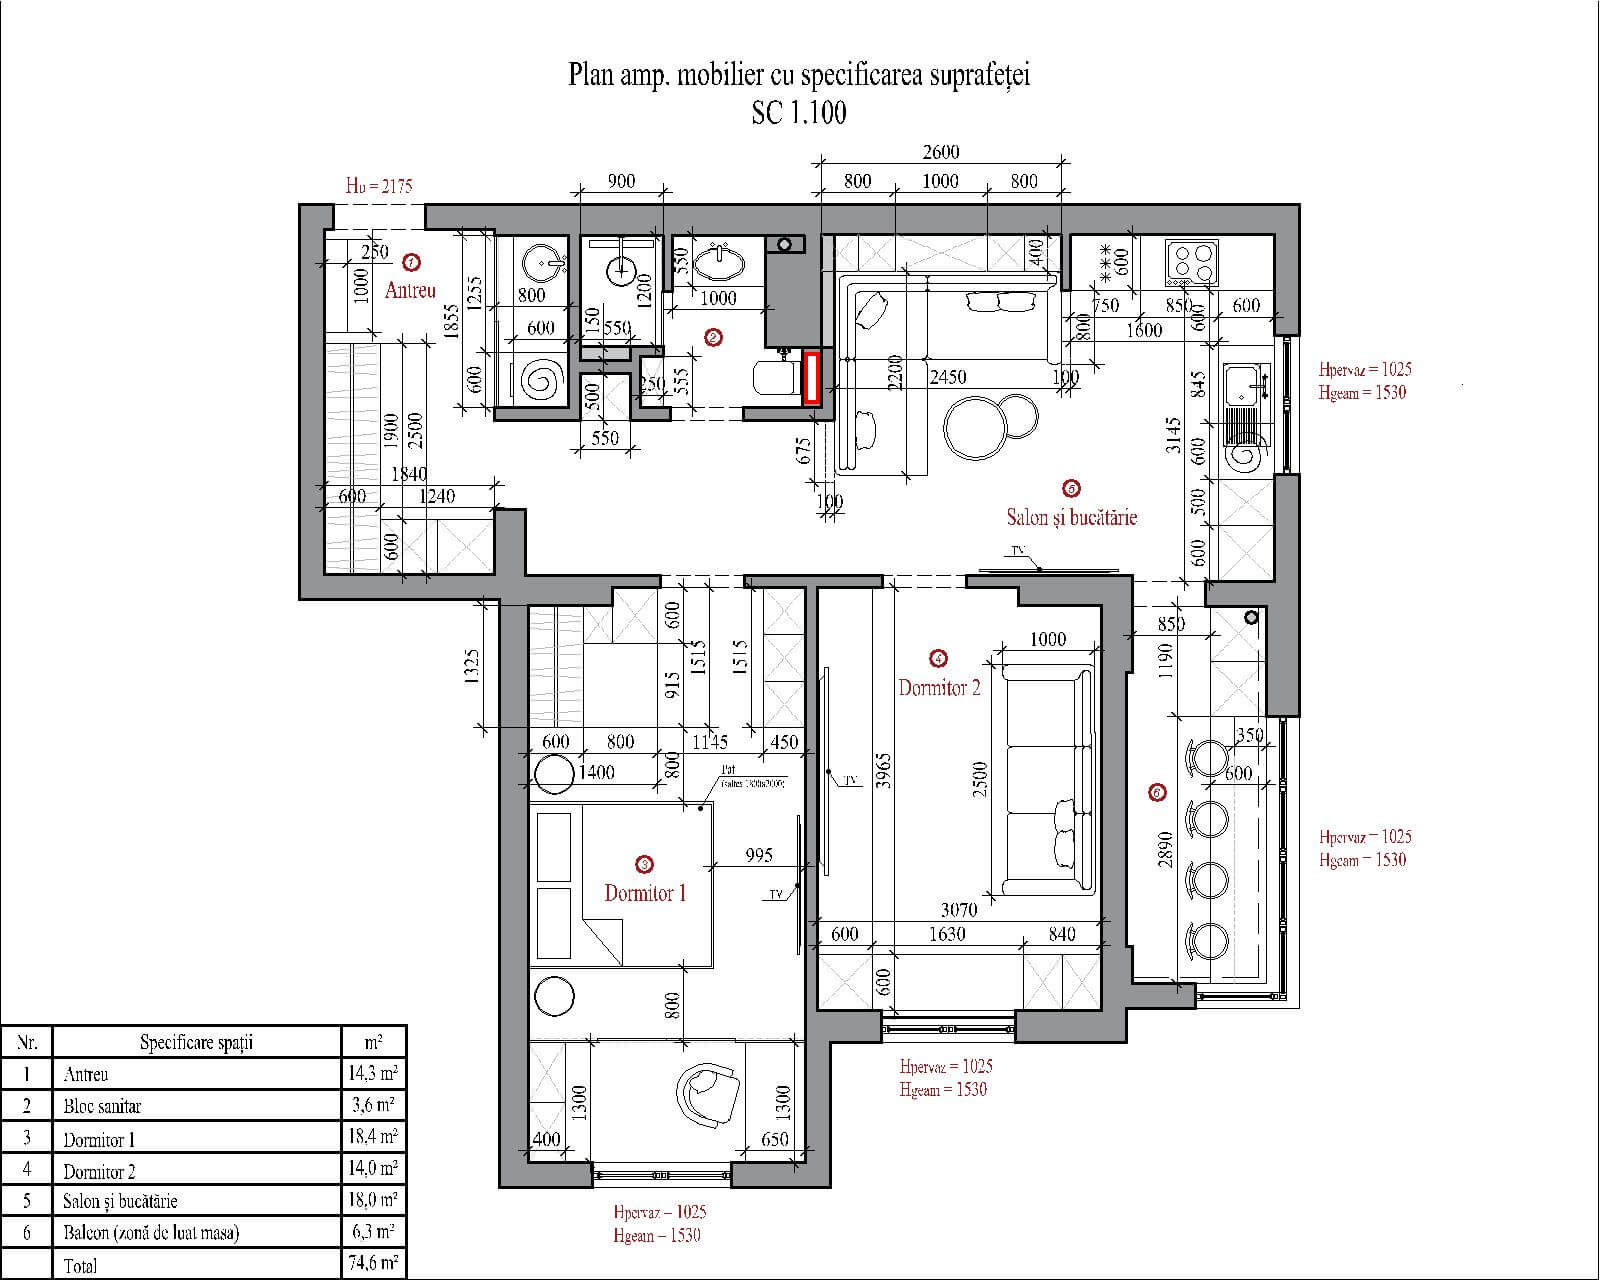 Plan amp. mobilier cu specificarea suprafeței
SC 1.100
2600
900
800 1000 800
Hu = 2175
250
1000
1
Antreu
1855
1255
800
600
600
150
550
1200
550
1000
2
250
555
500
550
400
2200
2450
100
800
600
750 850 600
1600
600
845
3145
600
500
600
Hpervaz = 1025
Hgeam = 1530
1900
2500
1840
600 1240
600
675
100
5
Salon și bucătărie
TV
1325
600
915
1515
1515
600 800 1145 450
1400
800
Pat
995
3
Dormitor 1
TV
800
1300
1300
400
650
4
Dormitor 2
1000
TV
3965
2500
3070
600 1630 840
600
850
1190
350
600
6
2890
Hpervaz = 1025
Hgeam = 1530
Hpervaz = 1025
Hgeam = 1530
Hpervaz = 1025
Hgeam = 1530
Nr. Specificare spații m²
1 Antreu 14,3 m²
2 Bloc sanitar 3,6 m²
3 Dormitor 1 18,4 m²
4 Dormitor 2 14,0 m²
5 Salon și bucătărie 18,0 m²
6 Balcon (zonă de luat masa) 6,3 m²
Total 74,6 m²